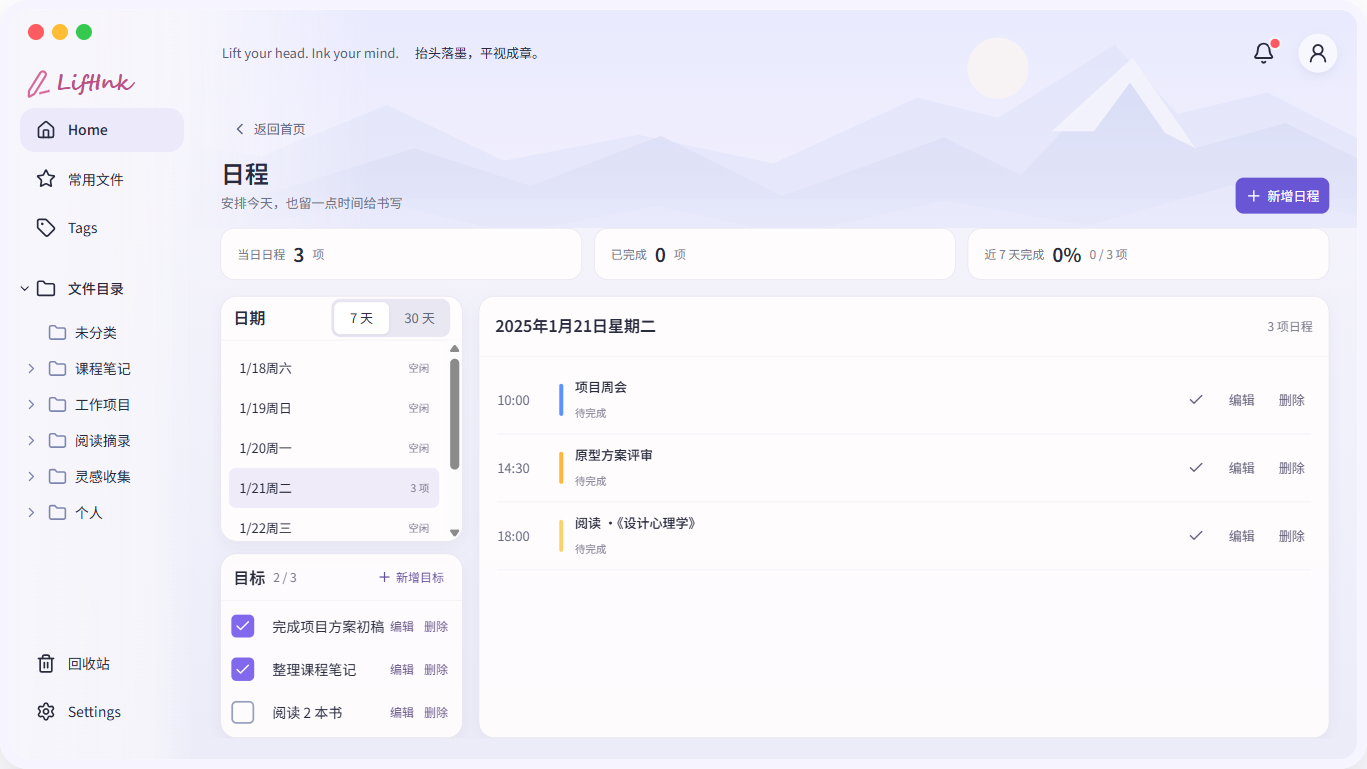 LiftInk
Home
常用文件
Tags
文件目录
未分类
课程笔记
工作项目
阅读摘录
灵感收集
个人
回收站
Settings
Lift your head. Ink your mind. 抬头落墨，平视成章。
返回首页
日程
安排今天，也留一点时间给书写
+ 新增日程
当日日程 3 项
已完成 0 项
近 7 天完成 0% 0 / 3 项
日期 7 天 30 天
1/18周六 空闲
1/19周日 空闲
1/20周一 空闲
1/21周二 3 项
1/22周三 空闲
目标 2 / 3 + 新增目标
完成项目方案初稿 编辑 删除
整理课程笔记 编辑 删除
阅读 2 本书 编辑 删除
2025年1月21日星期二 3 项日程
10:00 项目周会 编辑 删除
待完成
14:30 原型方案评审 编辑 删除
待完成
18:00 阅读 ·《设计心理学》 编辑 删除
待完成